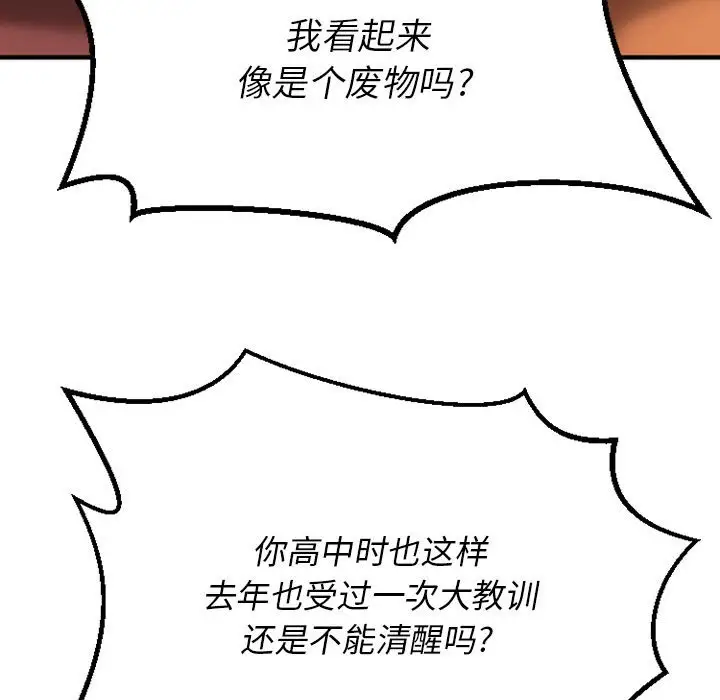 我看起来
像是个废物吗?
你高中时也这样
去年也受过一次大教训
还是不能清醒吗?